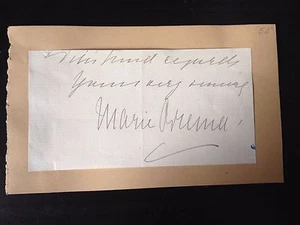 With kind regards
Yours very sincerely
Marie Brema